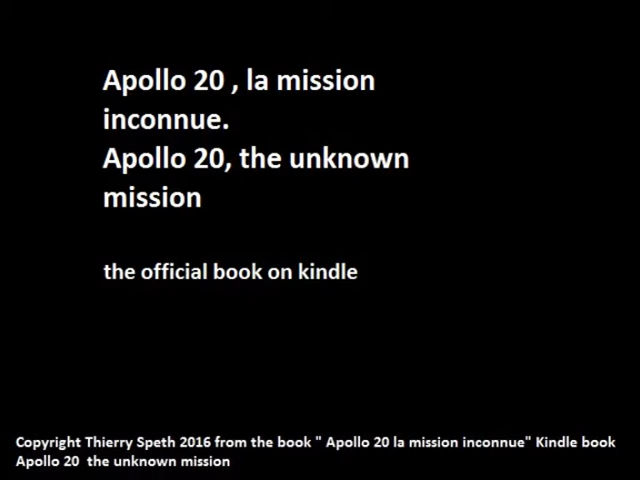 Apollo 20 , la mission
inconnue.
Apollo 20, the unknown
mission
the official book on kindle
Copyright Thierry Speth 2016 from the book " Apollo 20 la mission inconnue" Kindle book
Apollo 20  the unknown mission